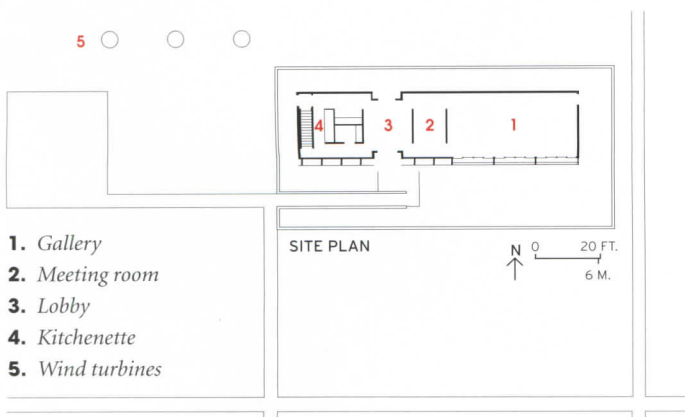 5
4
3
2
1
1. Gallery
2. Meeting room
3. Lobby
4. Kitchenette
5. Wind turbines
SITE PLAN
N
0 20 FT.
6 M.